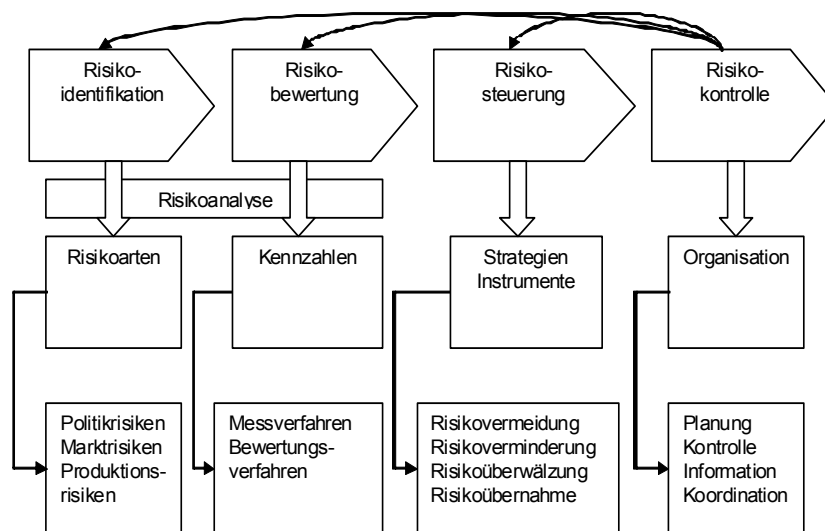 Risiko-
identifikation
Risiko-
bewertung
Risiko-
steuerung
Risiko-
kontrolle
Risikoanalyse
Risikoarten
Kennzahlen
Strategien
Instrumente
Organisation
Politikrisiken
Marktrisiken
Produktions-
risiken
Messverfahren
Bewertungs-
verfahren
Risikovermeidung
Risikoverminderung
Risikoüberwälzung
Risikoübernahme
Planung
Kontrolle
Information
Koordination